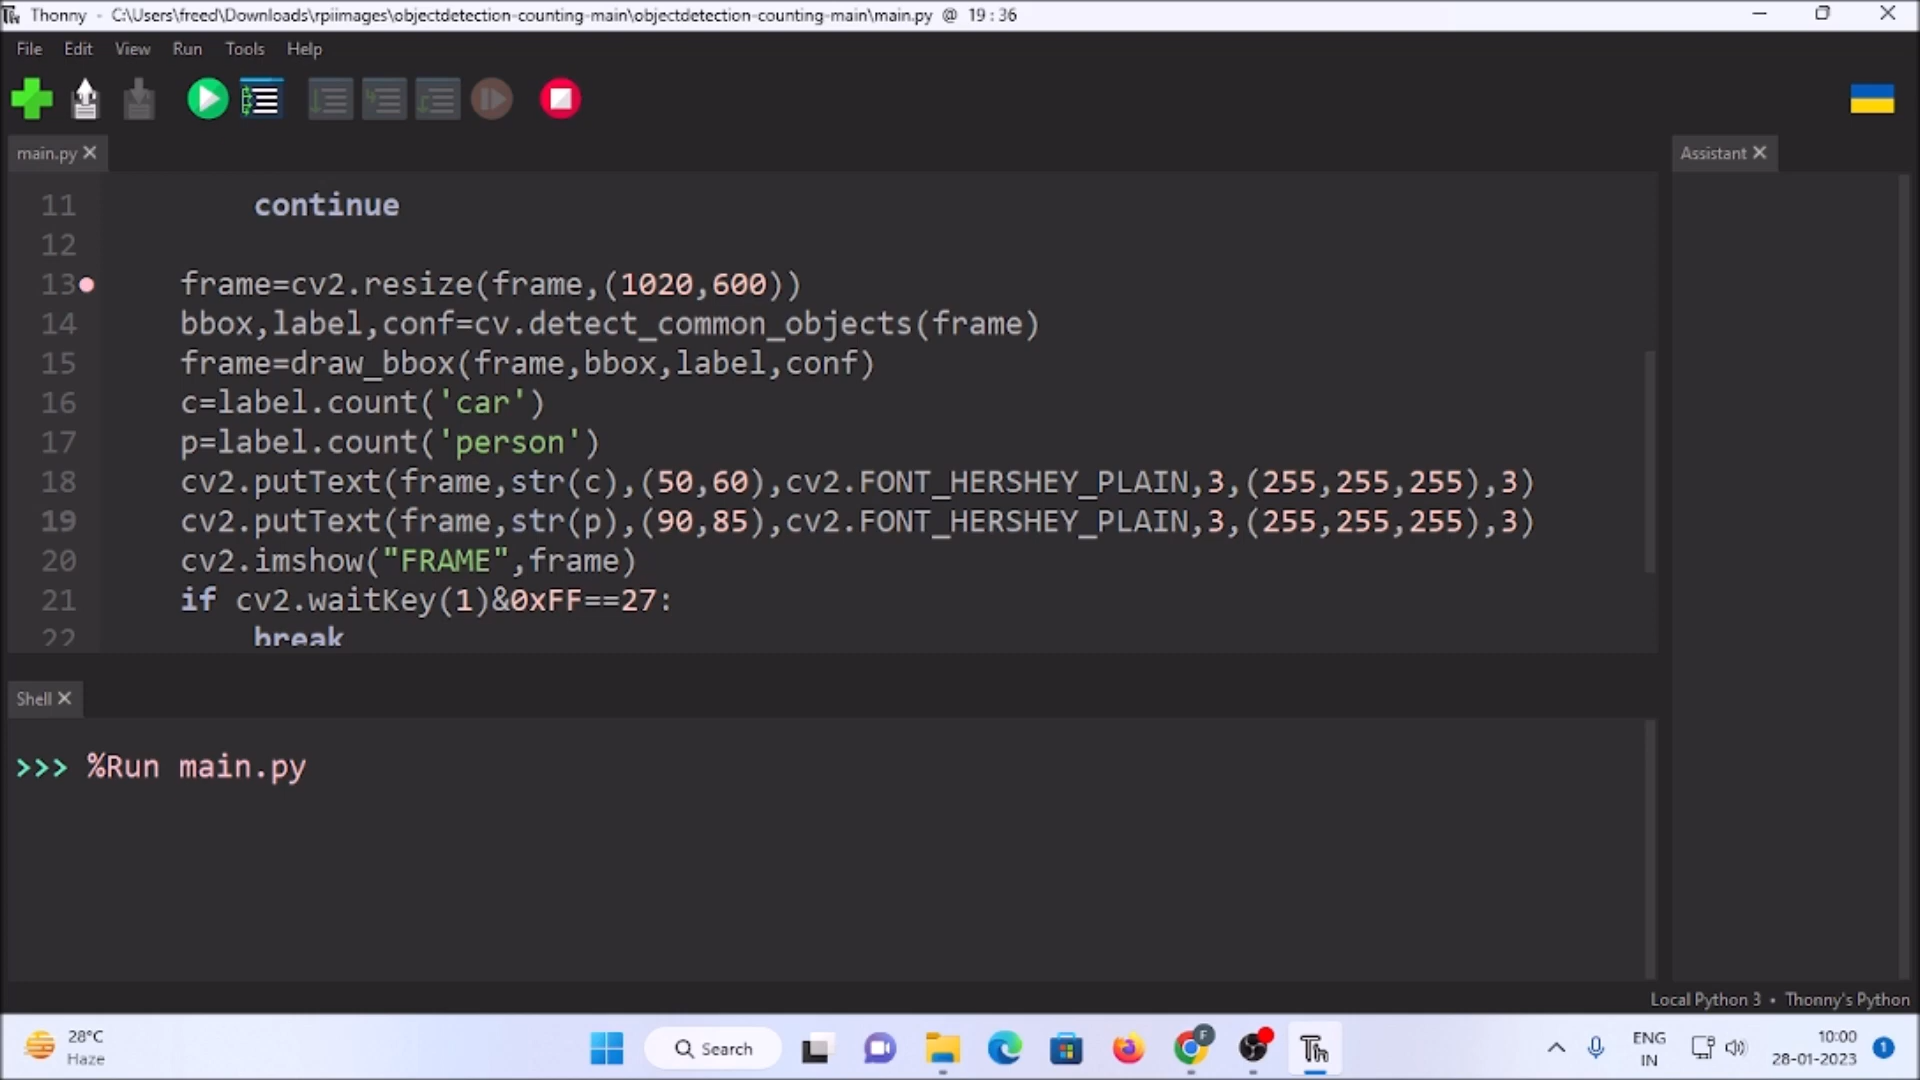 Thonny - C:\Users\freed\Downloads\rpiimages\objectdetection-counting-main\objectdetection-counting-main\main.py @ 19 : 36
File Edit View Run Tools Help
main.py
Assistant
11 continue
12
13 frame=cv2.resize(frame,(1020,600))
14 bbox,label,conf=cv.detect_common_objects(frame)
15 frame=draw_bbox(frame,bbox,label,conf)
16 c=label.count('car')
17 p=label.count('person')
18 cv2.putText(frame,str(c),(50,60),cv2.FONT_HERSHEY_PLAIN,3,(255,255,255),3)
19 cv2.putText(frame,str(p),(90,85),cv2.FONT_HERSHEY_PLAIN,3,(255,255,255),3)
20 cv2.imshow("FRAME",frame)
21 if cv2.waitKey(1)&0xFF==27:
22 break
Shell
>>> %Run main.py
Local Python 3 • Thonny's Python
28°C
Haze
Search
F
Th
ENG
IN
10:00
28-01-2023
1